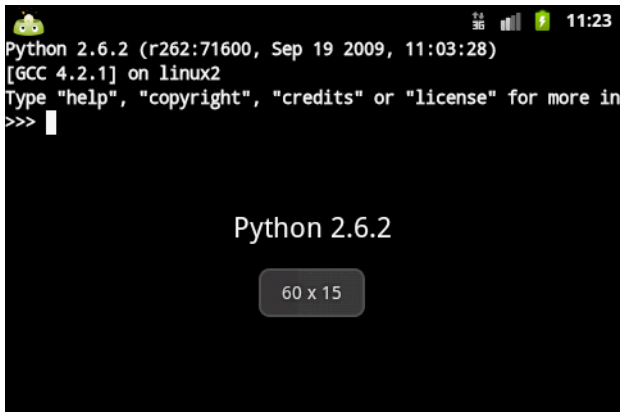 3G 11:23
Python 2.6.2 (r262:71600, Sep 19 2009, 11:03:28)
[GCC 4.2.1] on linux2
Type "help", "copyright", "credits" or "license" for more in
>>>
Python 2.6.2
60 x 15